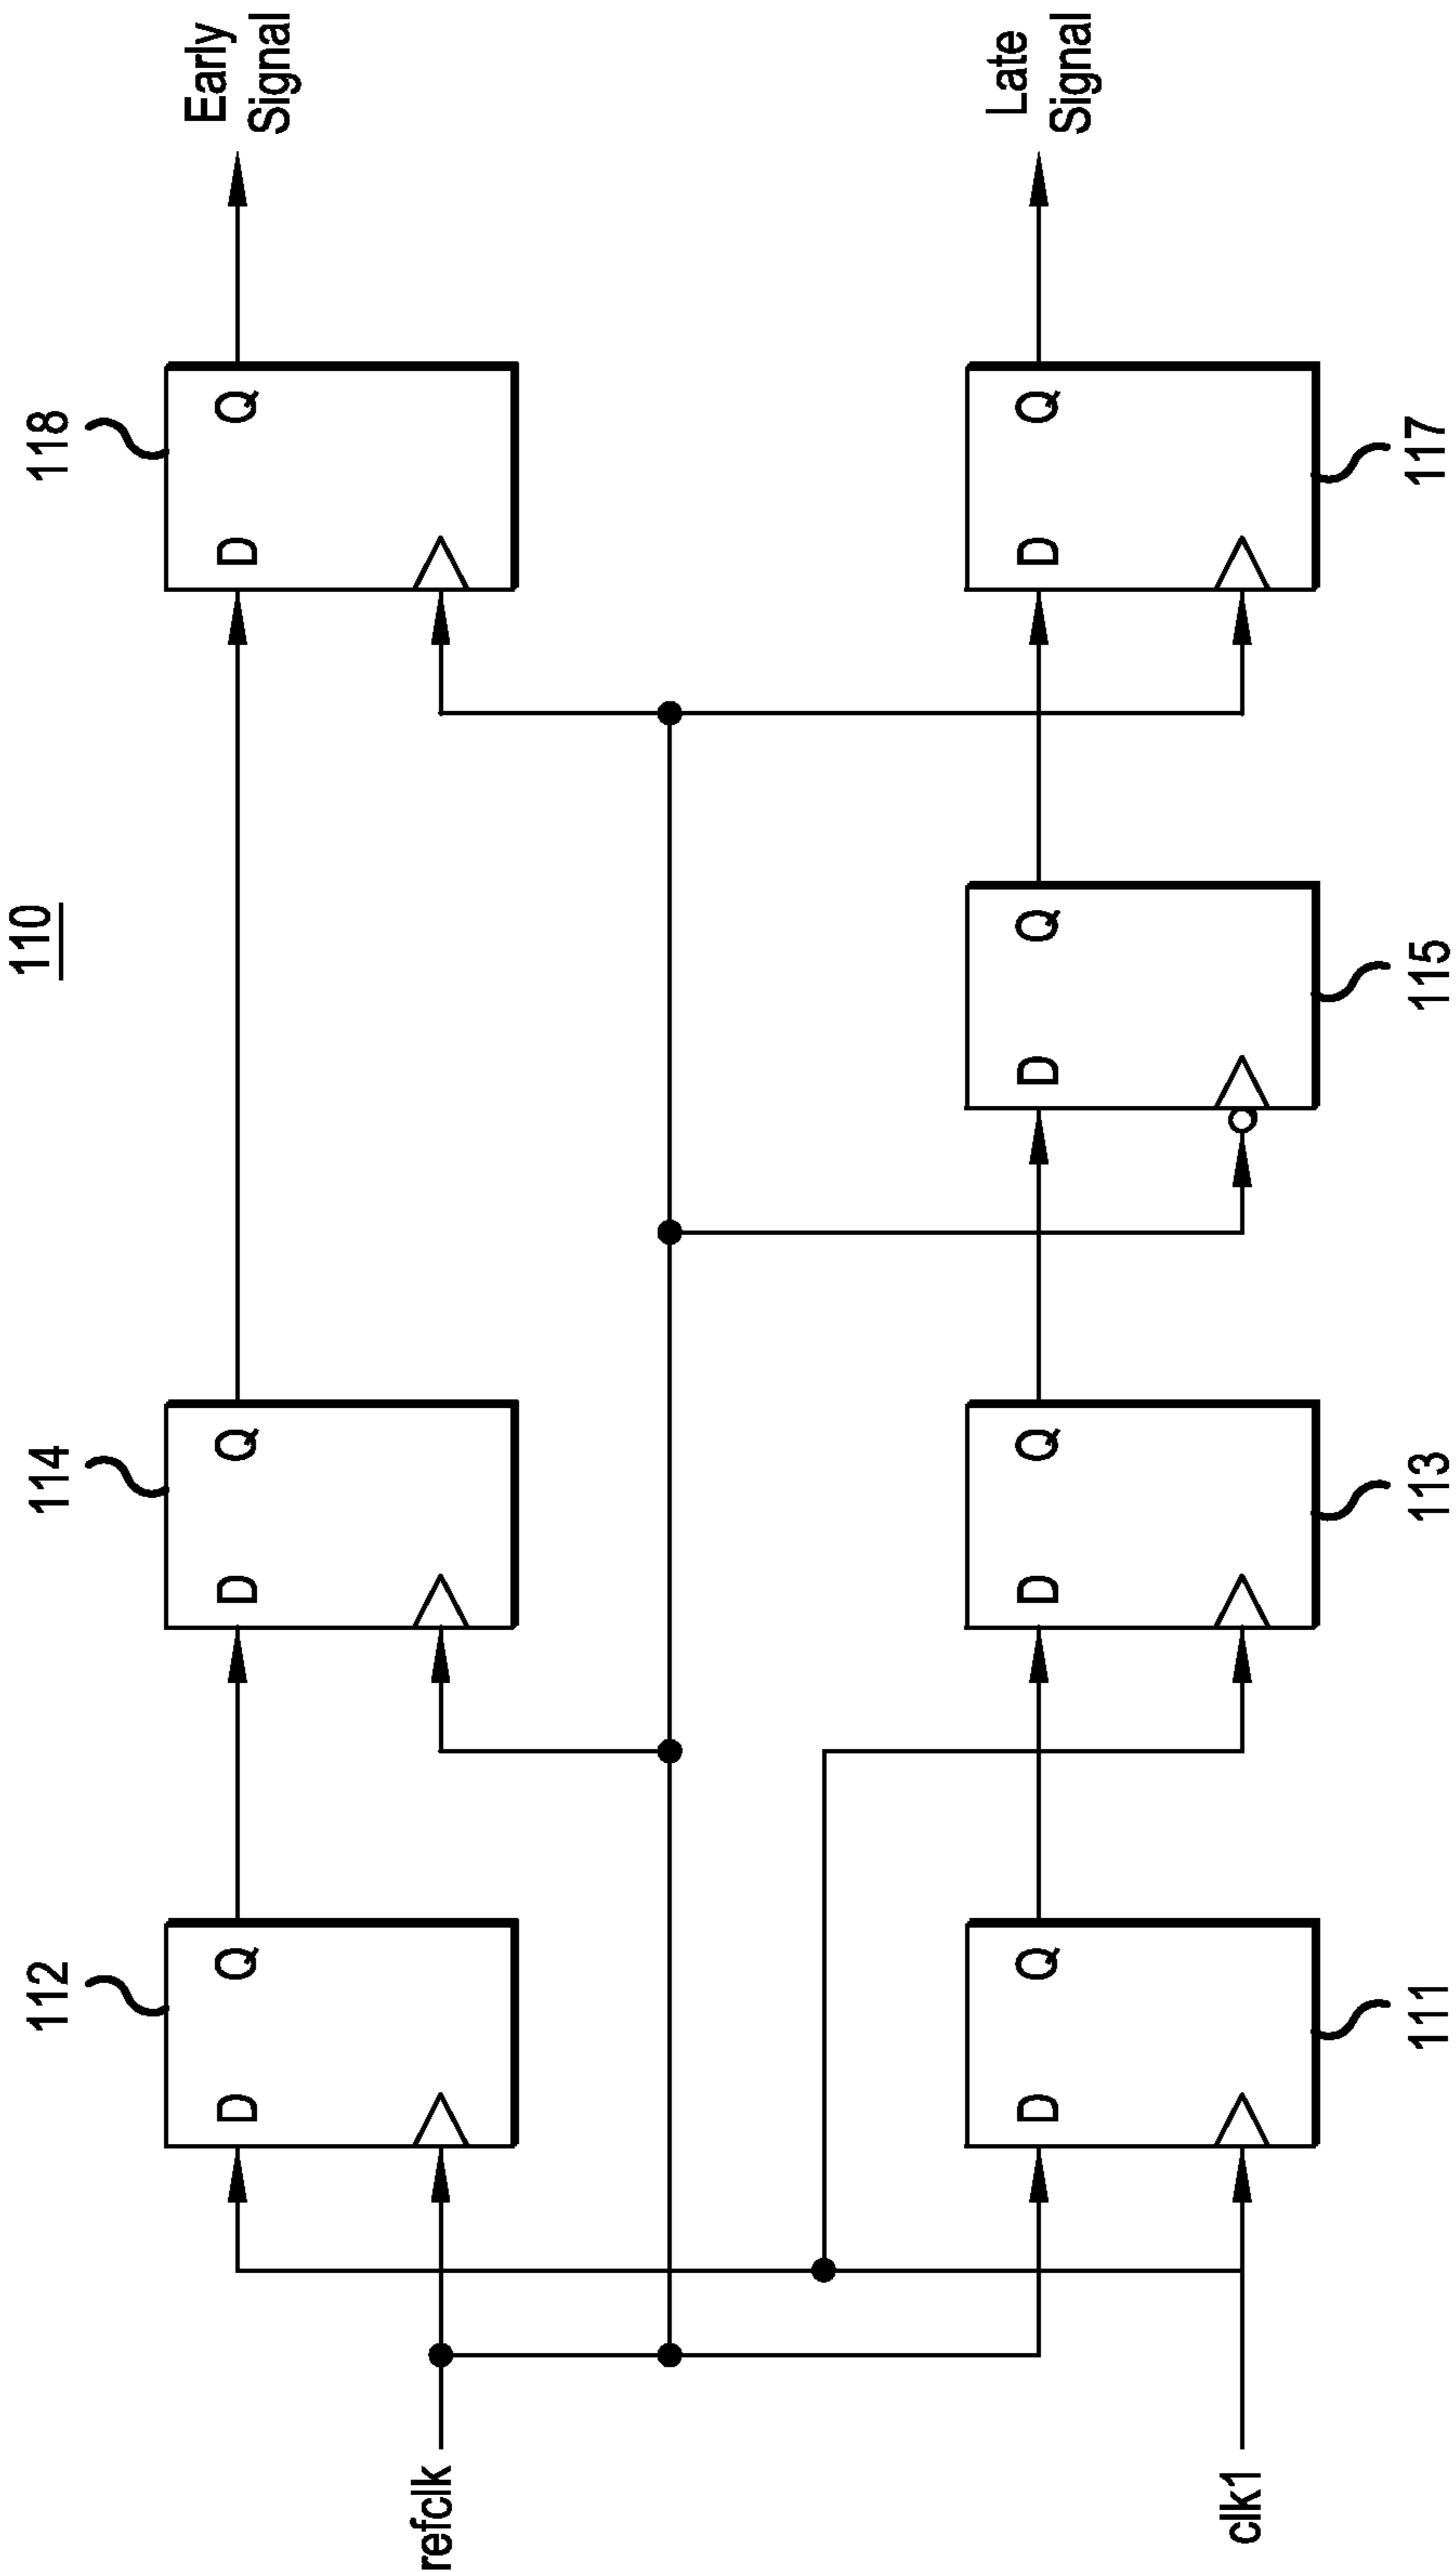 110
112
114
118
D
Q
D
Q
D
Q
Early
Signal
refclk
D
Q
D
Q
D
Q
D
Q
Late
Signal
clk1
111
113
115
117